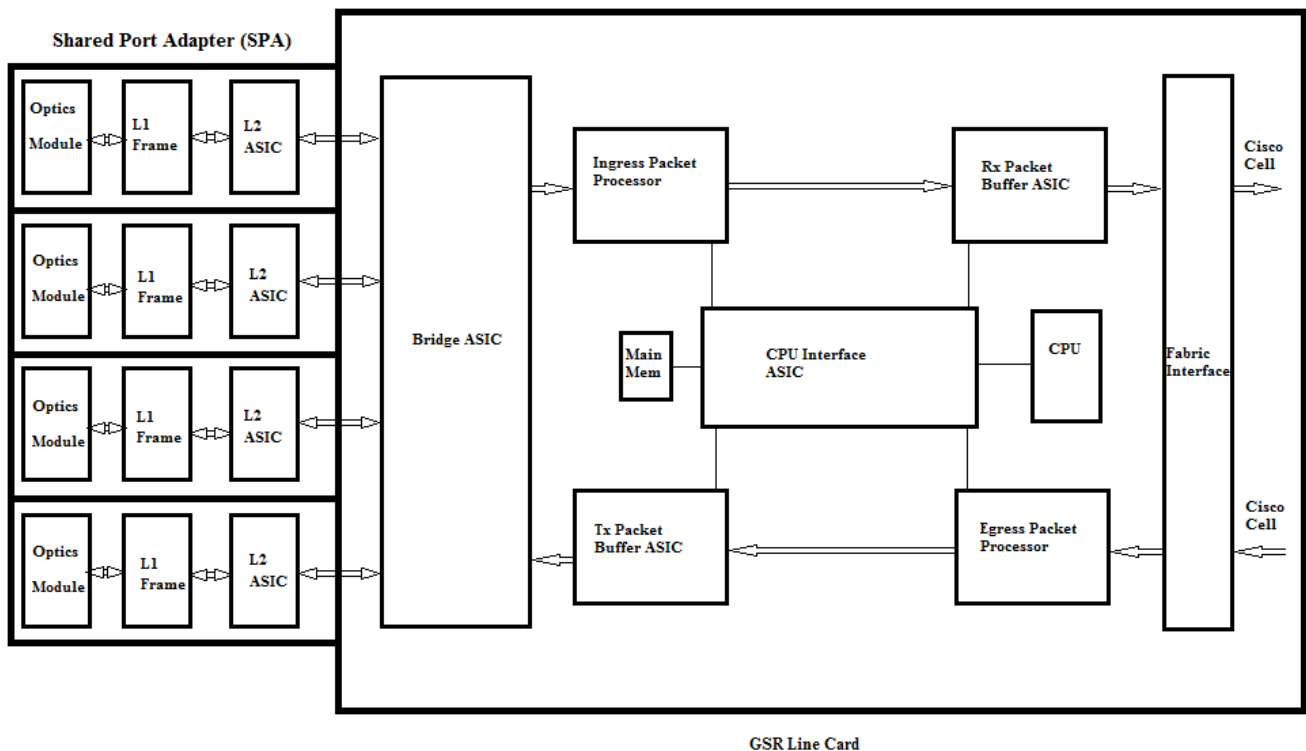 Shared Port Adapter (SPA)
Optics
Module
L1
Frame
L2
ASIC
Optics
Module
L1
Frame
L2
ASIC
Optics
Module
L1
Frame
L2
ASIC
Optics
Module
L1
Frame
L2
ASIC
Bridge ASIC
Ingress Packet
Processor
Rx Packet
Buffer ASIC
Main
Mem
CPU Interface
ASIC
CPU
Tx Packet
Buffer ASIC
Egress Packet
Processor
Fabric
Interface
Cisco
Cell
Cisco
Cell
GSR Line Card